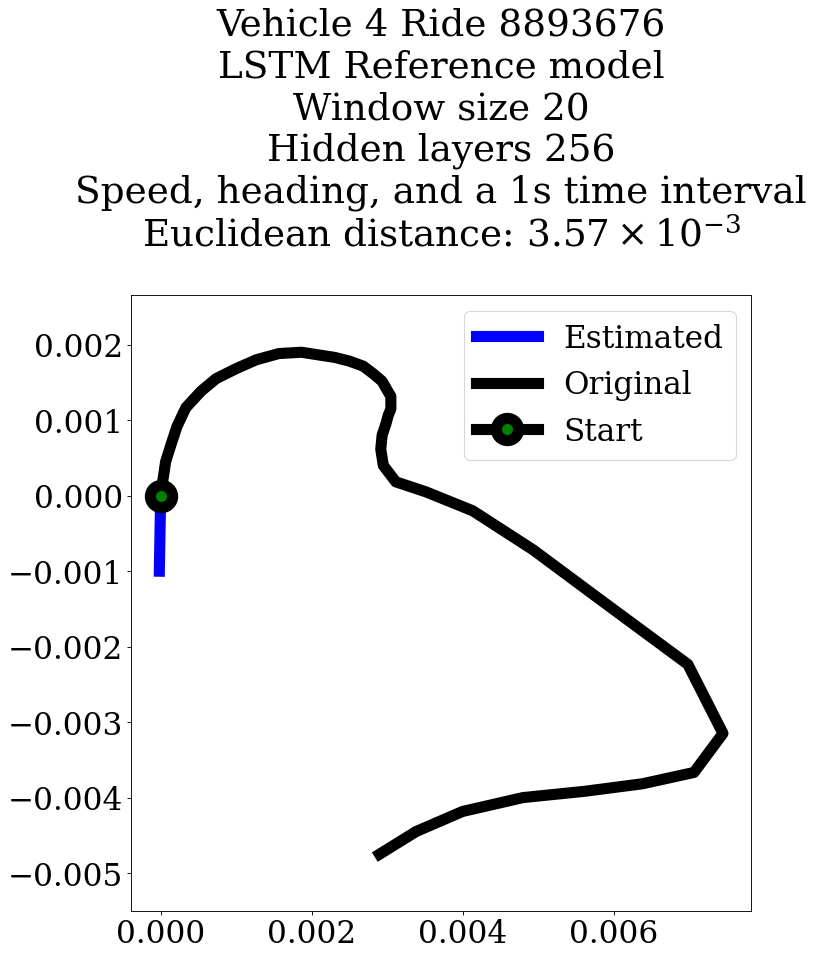 Vehicle 4 Ride 8893676
LSTM Reference model
Window size 20
Hidden layers 256
Speed, heading, and a 1s time interval
Euclidean distance: 3.57 × 10⁻³
Estimated
Original
Start
0.002
0.001
0.000
−0.001
−0.002
−0.003
−0.004
−0.005
0.000 0.002 0.004 0.006